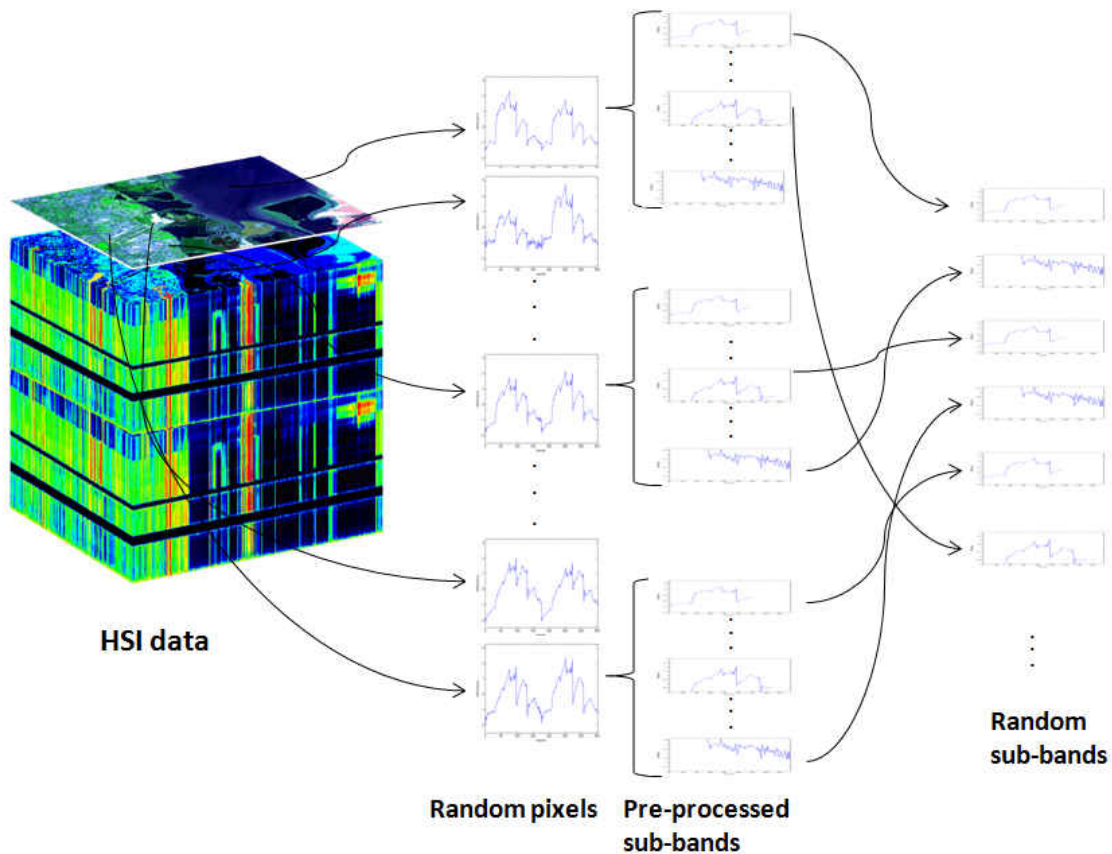 HSI data
Random pixels
Pre-processed
sub-bands
Random
sub-bands